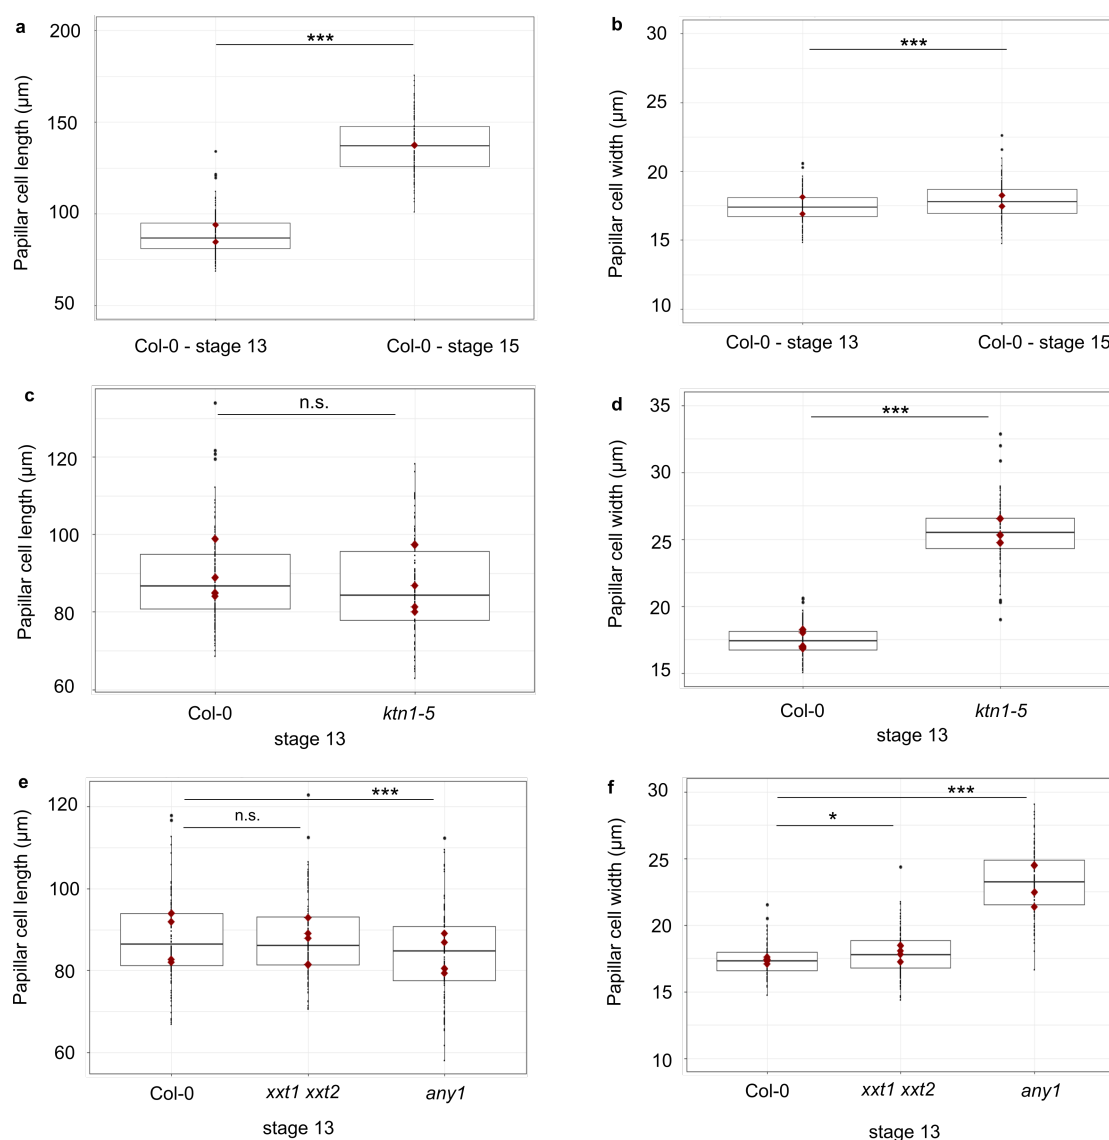 a
Papillar cell length (μm)
200
150
100
50
***
Col-0 - stage 13
Col-0 - stage 15
b
Papillar cell width (μm)
30
25
20
15
10
***
Col-0 - stage 13
Col-0 - stage 15
c
Papillar cell length (μm)
120
100
80
60
n.s.
Col-0
ktn1-5
stage 13
d
Papillar cell width (μm)
35
30
25
20
15
***
Col-0
ktn1-5
stage 13
e
Papillar cell length (μm)
120
100
80
60
***
n.s.
Col-0
xxt1 xxt2
any1
stage 13
f
Papillar cell width (μm)
30
25
20
15
10
***
*
Col-0
xxt1 xxt2
any1
stage 13